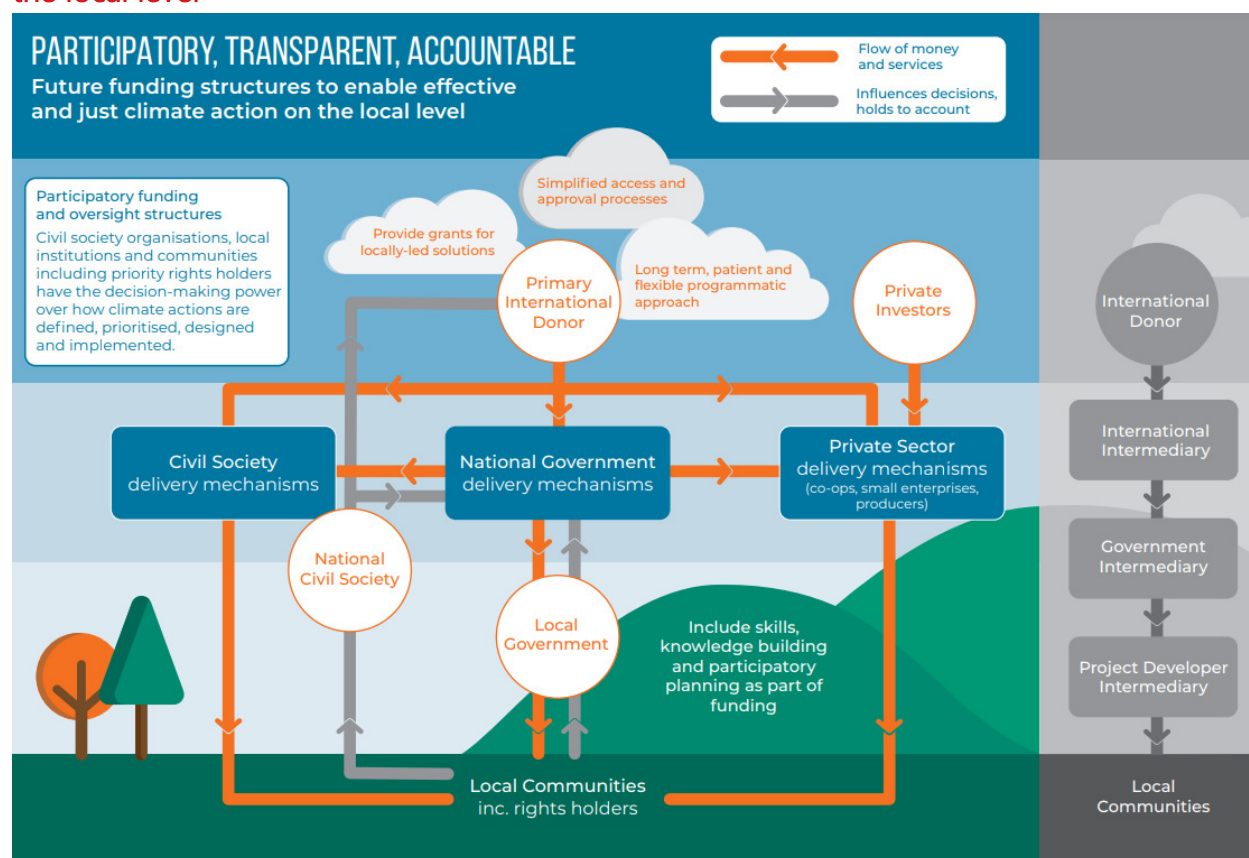 the local level
PARTICIPATORY, TRANSPARENT, ACCOUNTABLE
Future funding structures to enable effective
and just climate action on the local level
Flow of money
and services
Influences decisions,
holds to account
Participatory funding
and oversight structures
Civil society organisations, local
institutions and communities
including priority rights holders
have the decision-making power
over how climate actions are
defined, prioritised, designed
and implemented.
Simplified access and
approval processes
Provide grants for
locally-led solutions
Long term, patient and
flexible programmatic
approach
Primary
International
Donor
Private
Investors
Civil Society
delivery mechanisms
National Government
delivery mechanisms
Private Sector
delivery mechanisms
(co-ops, small enterprises,
producers)
National
Civil Society
Local
Government
Include skills,
knowledge building
and participatory
planning as part of
funding
Local Communities
inc. rights holders
International
Donor
International
Intermediary
Government
Intermediary
Project Developer
Intermediary
Local
Communities